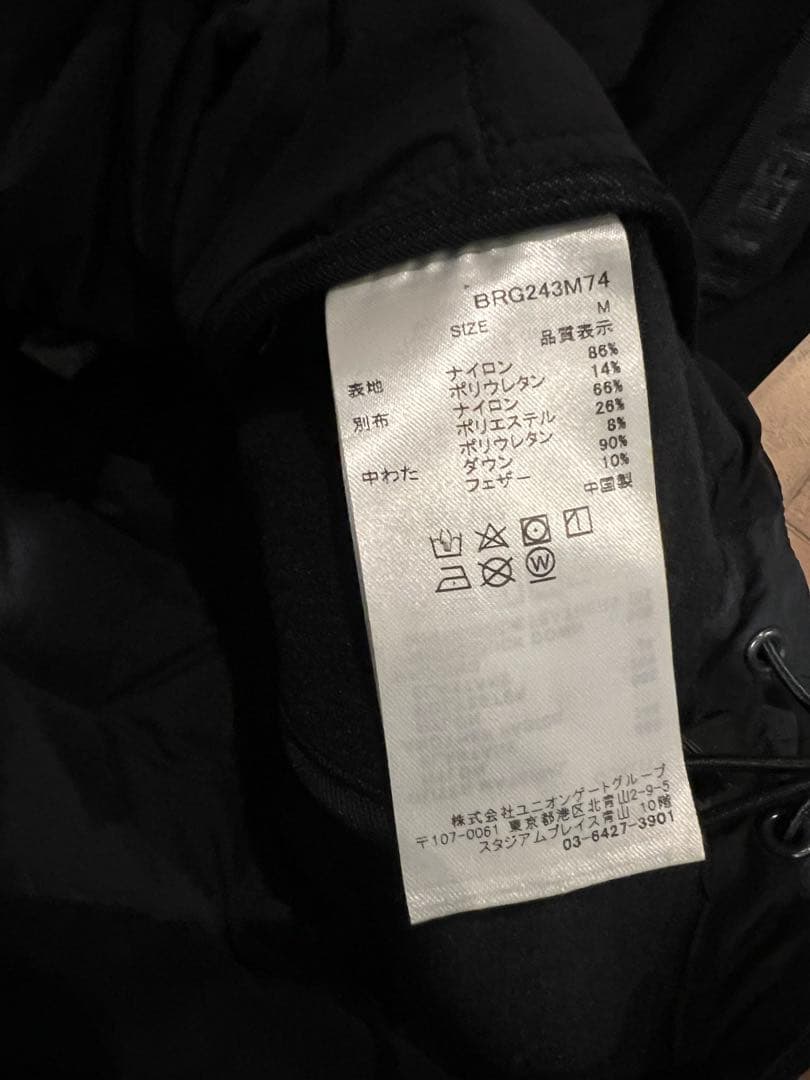 BRG243M74
SIZE M
品質表示
表地 ナイロン 86%
ポリウレタン 14%
別布 ナイロン 66%
ポリエステル 26%
ポリウレタン 8%
中わた ダウン 90%
フェザー 10%
中国製
W
株式会社ユニオンゲートグループ
〒107-0061 東京都港区北青山2-9-5
スタジアムプレイス青山 10階
03-6427-3901